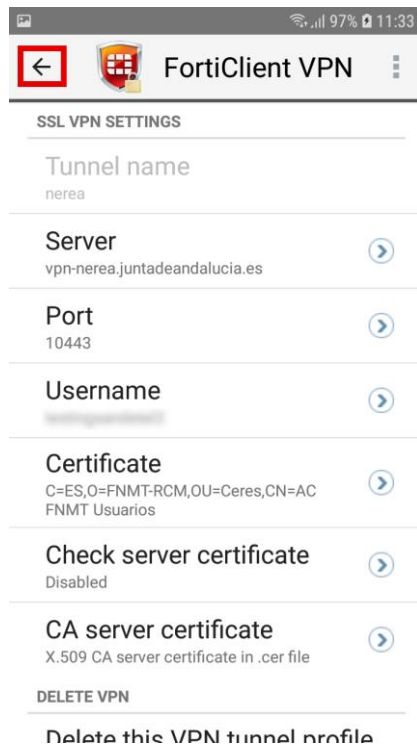 97% 11:33
FortiClient VPN
SSL VPN SETTINGS
Tunnel name
nerea
Server
vpn-nerea.juntadeandalucia.es
Port
10443
Username
Certificate
C=ES,O=FNMT-RCM,OU=Ceres,CN=AC
FNMT Usuarios
Check server certificate
Disabled
CA server certificate
X.509 CA server certificate in .cer file
DELETE VPN
Delete this VPN tunnel profile